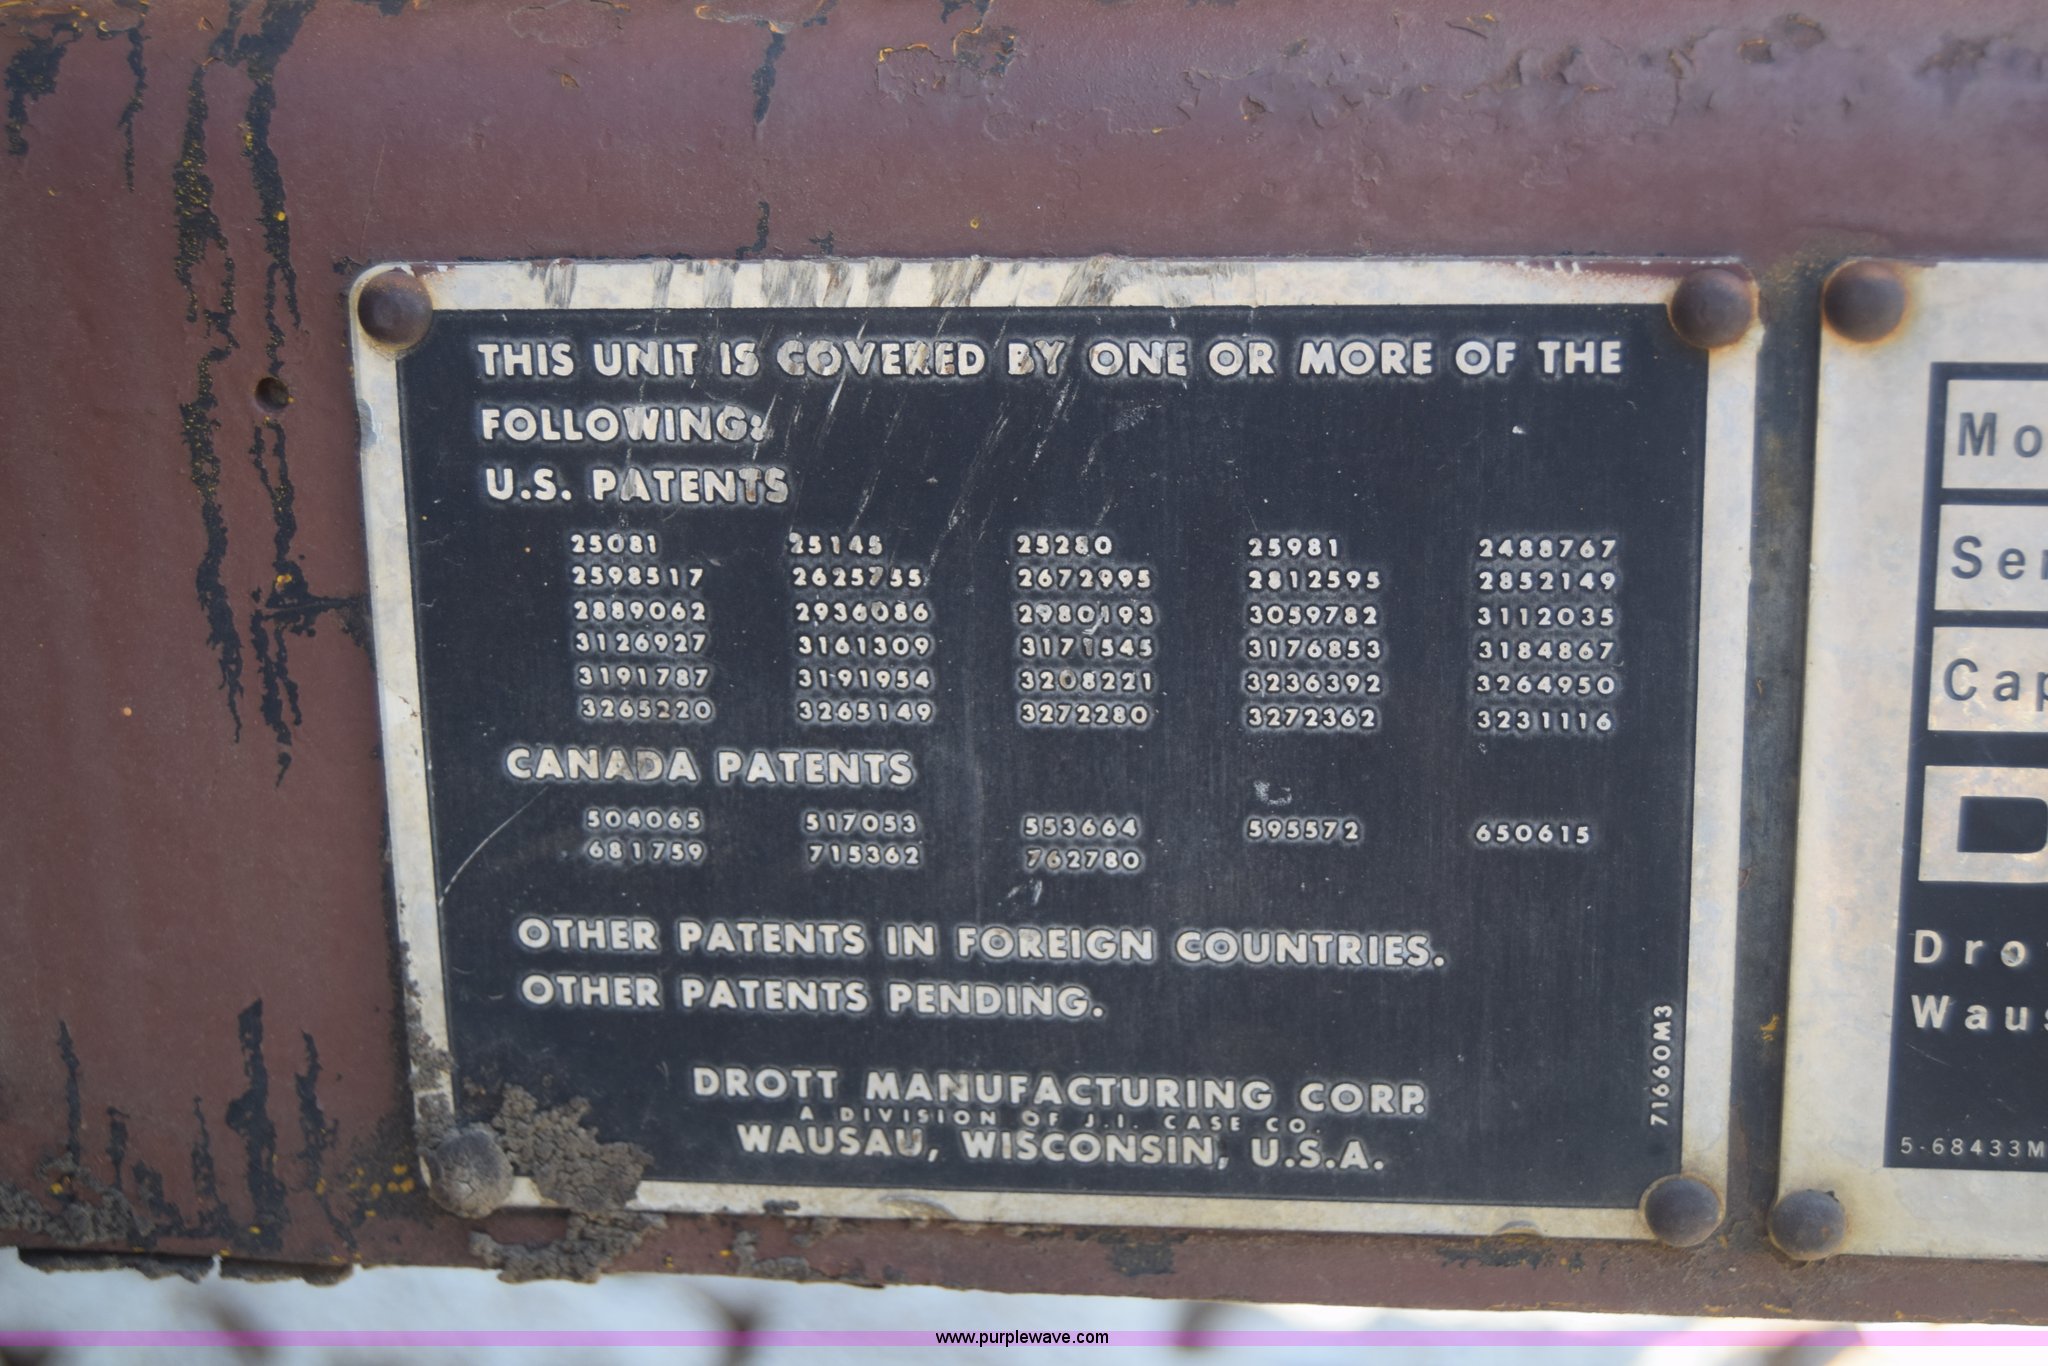 THIS UNIT IS COVERED BY ONE OR MORE OF THE
FOLLOWING:
U.S. PATENTS
25081 25145 25280 25981 2488767
2598517 2625755 2672995 2812595 2852149
2889062 2936086 2980193 3059782 3112035
3126927 3161309 3171545 3176853 3184867
3191787 3191954 3208221 3236392 3264950
3265220 3265149 3272280 3272362 3231116
CANADA PATENTS
504065 517053 553664 595572 650615
681759 715362 762780
OTHER PATENTS IN FOREIGN COUNTRIES.
OTHER PATENTS PENDING.
DROTT MANUFACTURING CORP.
A DIVISION OF J.I. CASE CO.
WAUSAU, WISCONSIN, U.S.A.
71660M3
Mo
Ser
Cap
D
Drot
Waus
5-68433M
www.purplewave.com